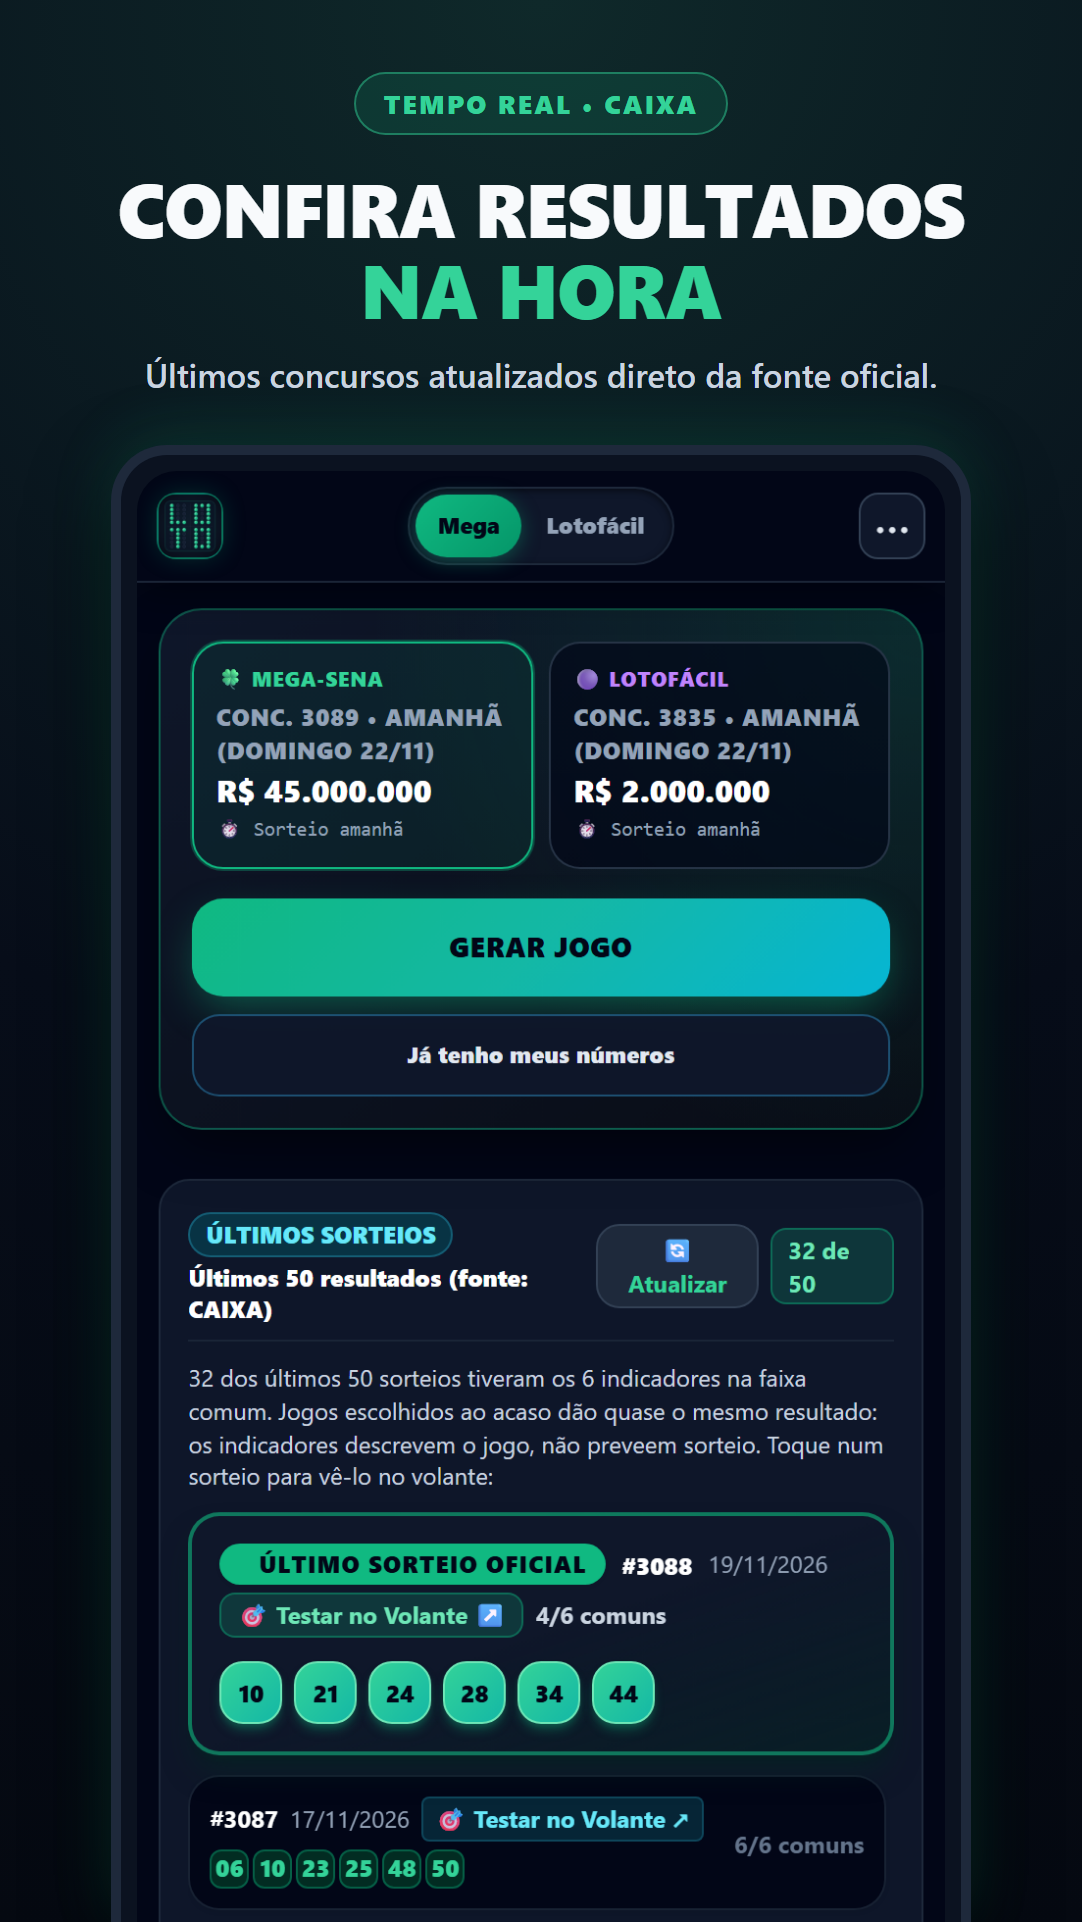 TEMPO REAL • CAIXA
CONFIRA RESULTADOS
NA HORA
Últimos concursos atualizados direto da fonte oficial.
LO
TO
Mega
Lotofácil
...
MEGA-SENA
CONC. 3089 • AMANHÃ
(DOMINGO 22/11)
R$ 45.000.000
Sorteio amanhã
LOTOFÁCIL
CONC. 3835 • AMANHÃ
(DOMINGO 22/11)
R$ 2.000.000
Sorteio amanhã
GERAR JOGO
Já tenho meus números
ÚLTIMOS SORTEIOS
Últimos 50 resultados (fonte:
CAIXA)
Atualizar
32 de
50
32 dos últimos 50 sorteios tiveram os 6 indicadores na faixa
comum. Jogos escolhidos ao acaso dão quase o mesmo resultado:
os indicadores descrevem o jogo, não preveem sorteio. Toque num
sorteio para vê-lo no volante:
ÚLTIMO SORTEIO OFICIAL #3088 19/11/2026
Testar no Volante ↗ 4/6 comuns
10 21 24 28 34 44
#3087 17/11/2026 Testar no Volante ↗
6/6 comuns
06 10 23 25 48 50